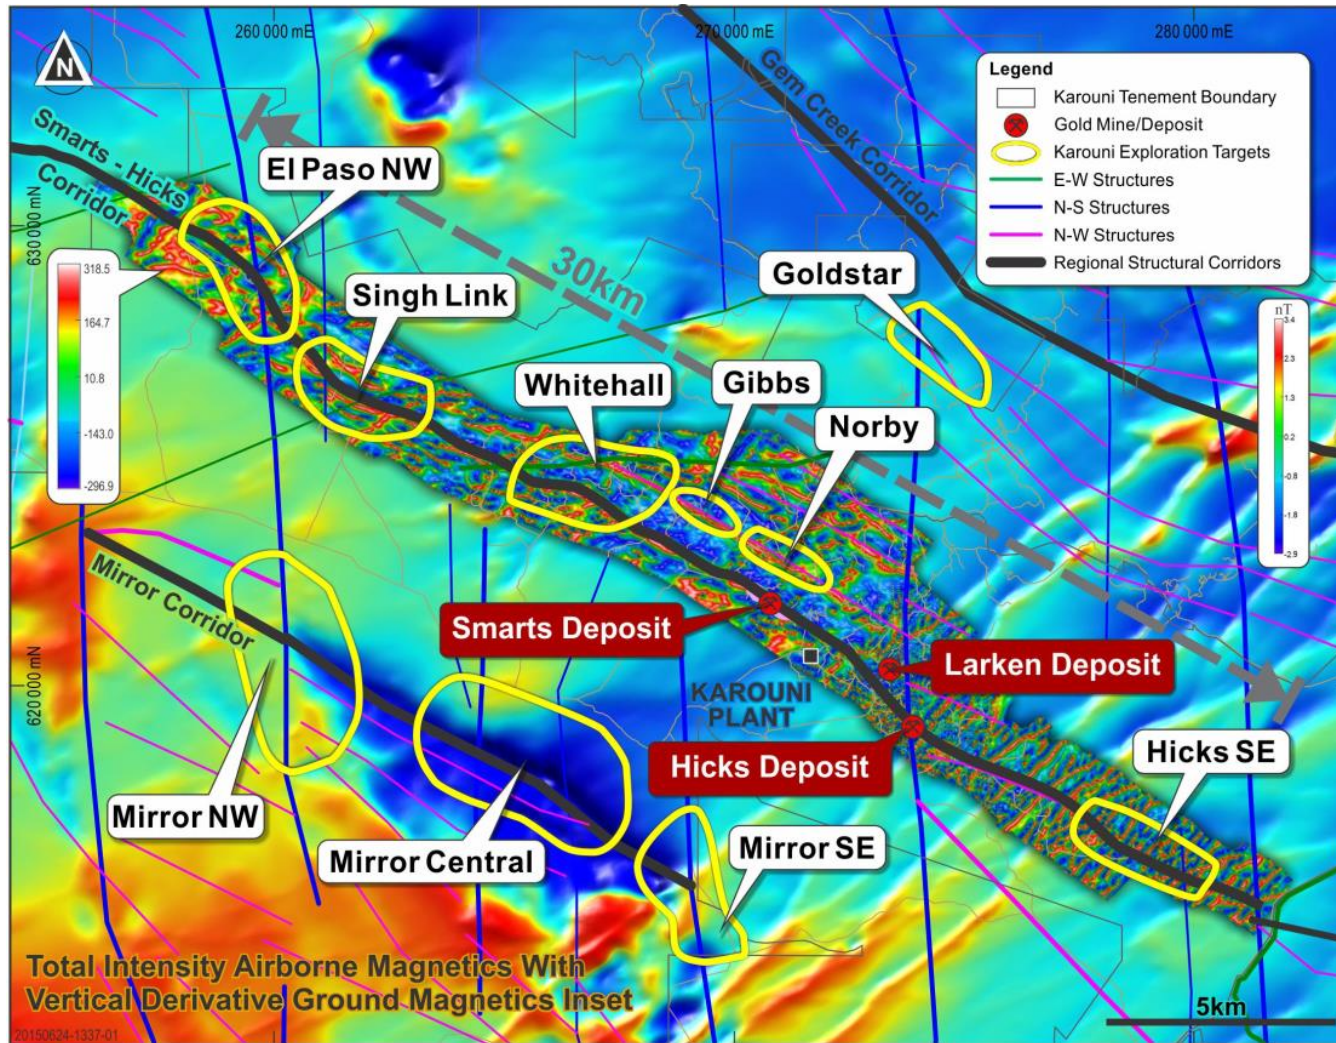 260 000 mE
270 000 mE
280 000 mE
N
Smarts - Hicks
Corridor
El Paso NW
Gem Creek Corridor
Legend
Karouni Tenement Boundary
Gold Mine/Deposit
Karouni Exploration Targets
E-W Structures
N-S Structures
N-W Structures
Regional Structural Corridors
630 000 mN
318.5
164.7
10.8
-143.0
-296.9
Singh Link
30km
Goldstar
nT
3.4
2.3
1.3
0.2
-0.8
-1.8
-2.9
Whitehall
Gibbs
Norby
Mirror Corridor
Smarts Deposit
Larken Deposit
620 000 mN
KAROUNI
PLANT
Hicks Deposit
Hicks SE
Mirror NW
Mirror Central
Mirror SE
Total Intensity Airborne Magnetics With
Vertical Derivative Ground Magnetics Inset
5km
20150624-1337-01